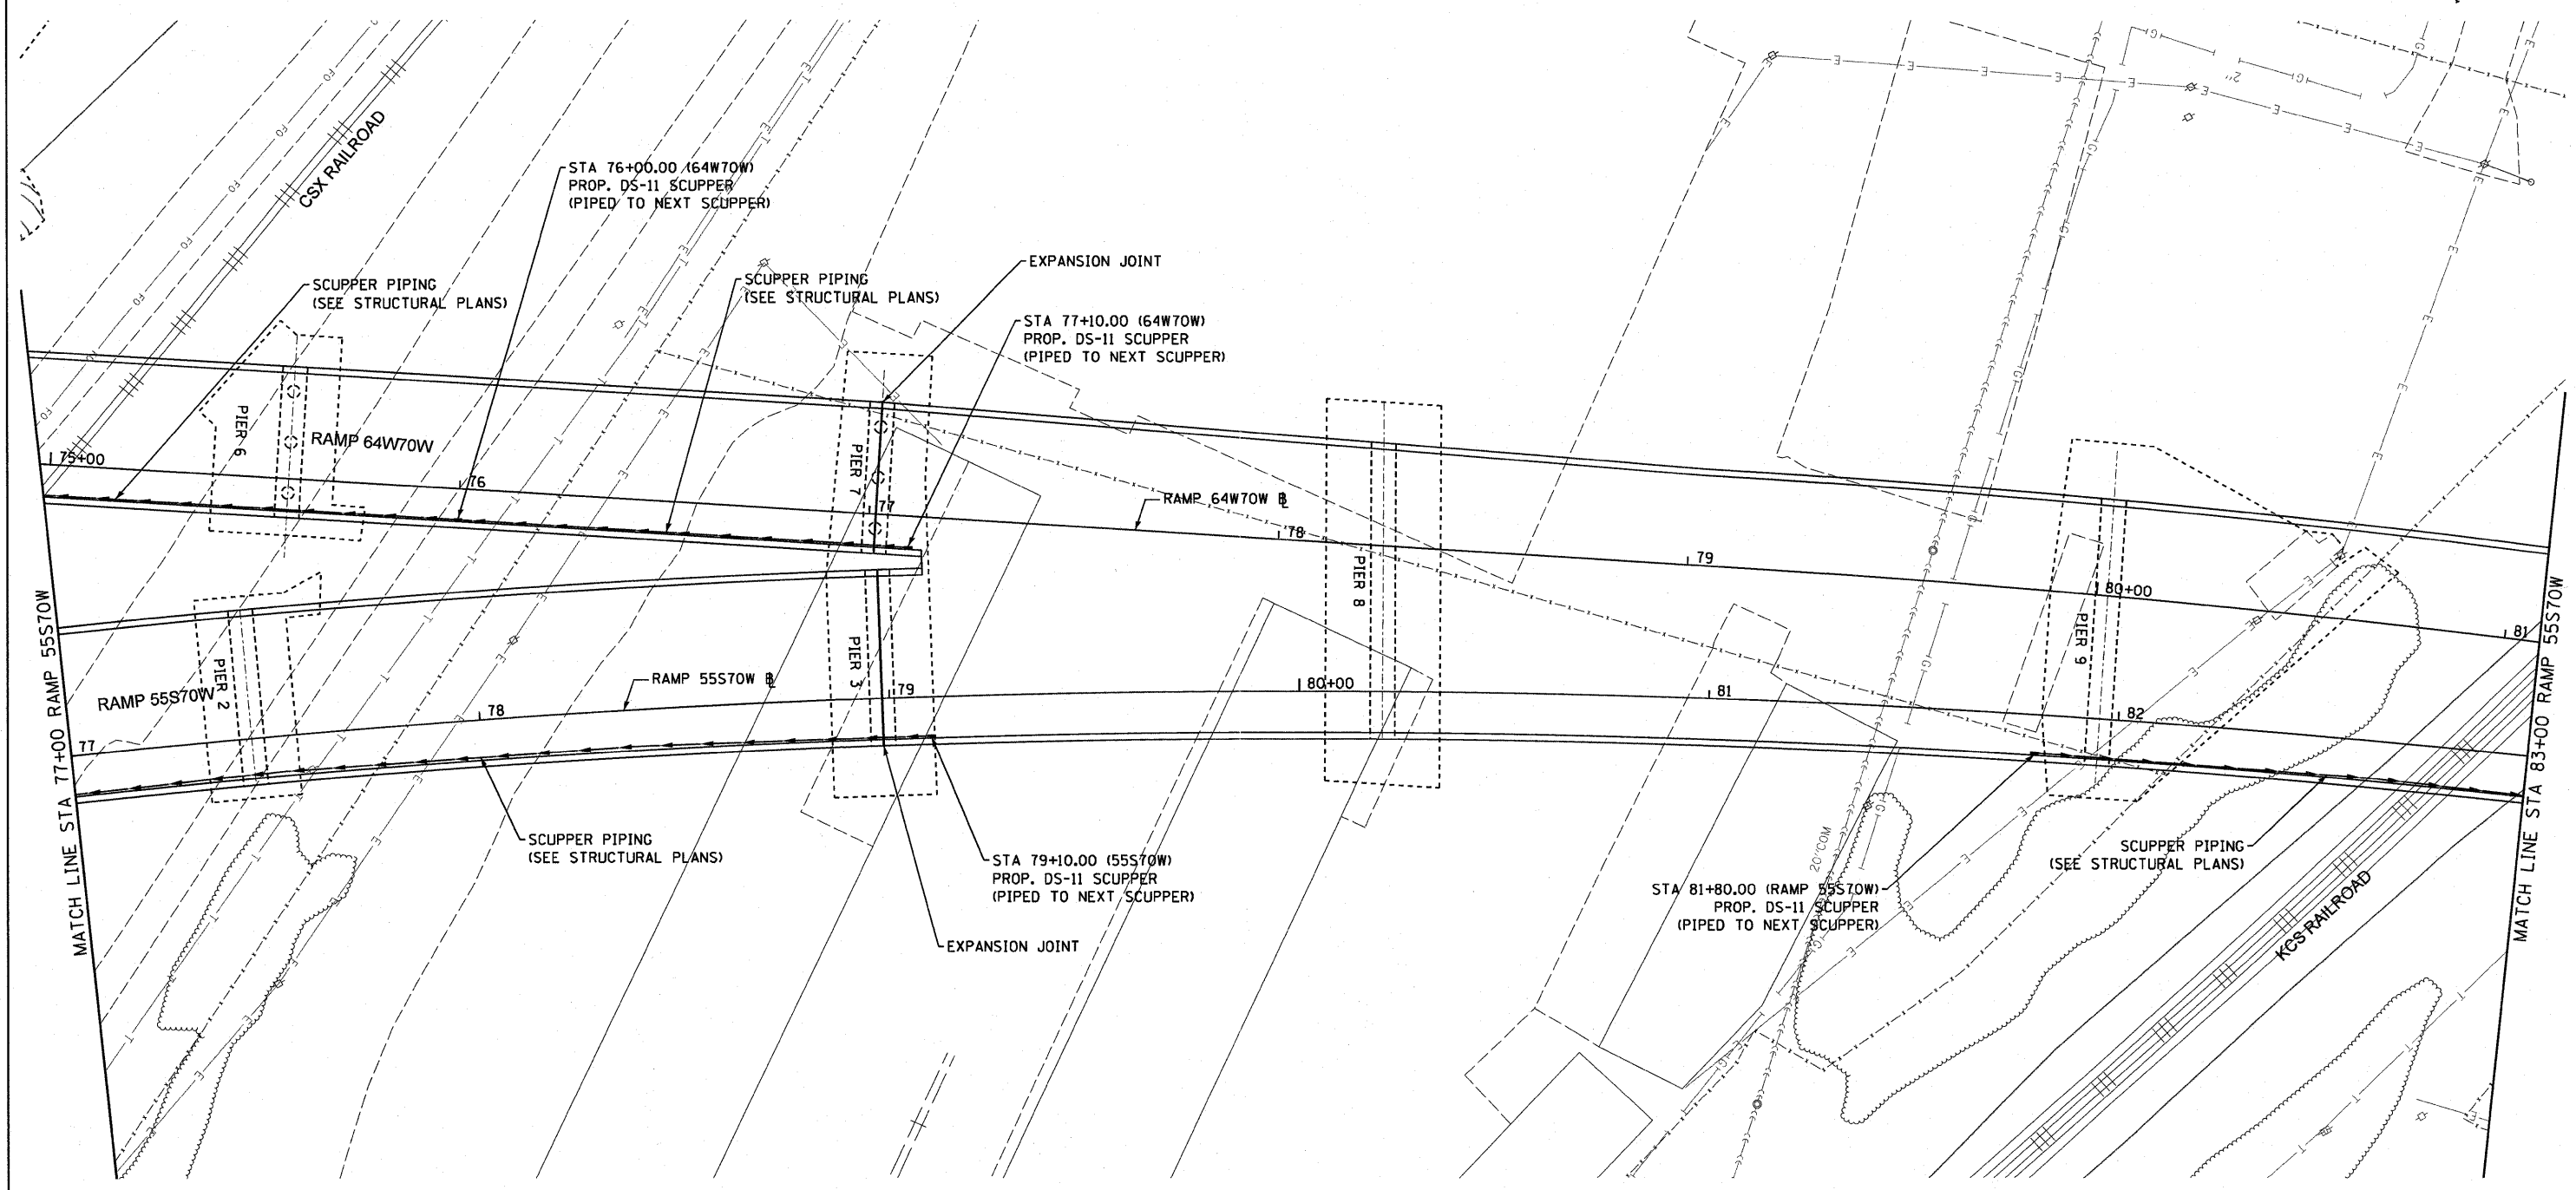 CSX RAILROAD
STA 76+00.00 (64W70W)
PROP. DS-11 SCUPPER
(PIPED TO NEXT SCUPPER)
SCUPPER PIPING
(SEE STRUCTURAL PLANS)
SCUPPER PIPING
(SEE STRUCTURAL PLANS)
EXPANSION JOINT
STA 77+10.00 (64W70W)
PROP. DS-11 SCUPPER
(PIPED TO NEXT SCUPPER)
2"
PIER 6
RAMP 64W70W
PIER 7
75+00
76
77
RAMP 64W70W ℄
78
79
80+00
81
PIER 8
PIER 9
PIER 2
RAMP 55S70W
PIER 3
RAMP 55S70W ℄
77
78
79
80+00
81
82
MATCH LINE STA 77+00 RAMP 55S70W
MATCH LINE STA 83+00 RAMP 55S70W
SCUPPER PIPING
(SEE STRUCTURAL PLANS)
STA 79+10.00 (55S70W)
PROP. DS-11 SCUPPER
(PIPED TO NEXT SCUPPER)
EXPANSION JOINT
20"COM
STA 81+80.00 (RAMP 55S70W)
PROP. DS-11 SCUPPER
(PIPED TO NEXT SCUPPER)
SCUPPER PIPING
(SEE STRUCTURAL PLANS)
KCS RAILROAD